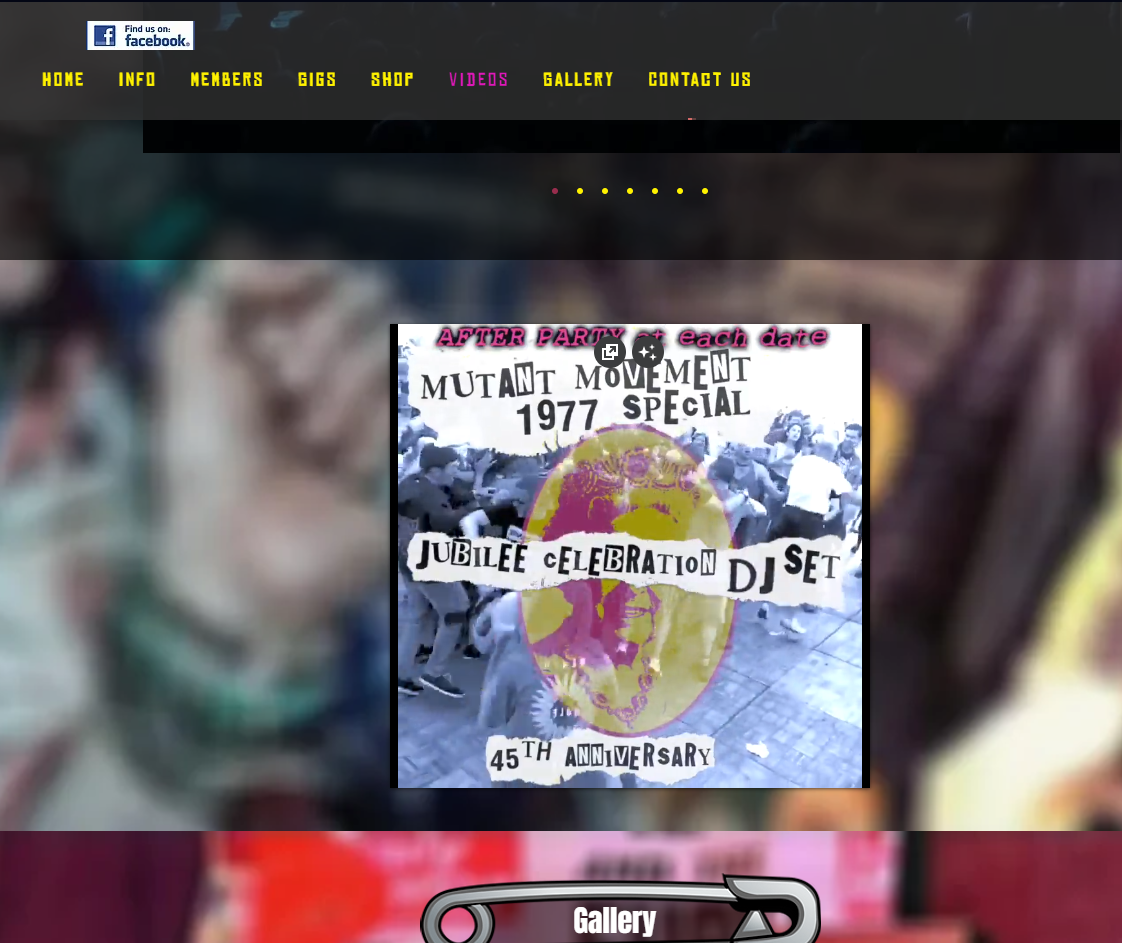 Find us on:
facebook®
HOME INFO MEMBERS GIGS SHOP VIDEOS GALLERY CONTACT US
AFTER PARTY at each date
MUTANT MOVEMENT
1977 SPECIAL
JUBILEE cELEBRATIoN DJ SET
45TH ANNIVERSARY
Gallery